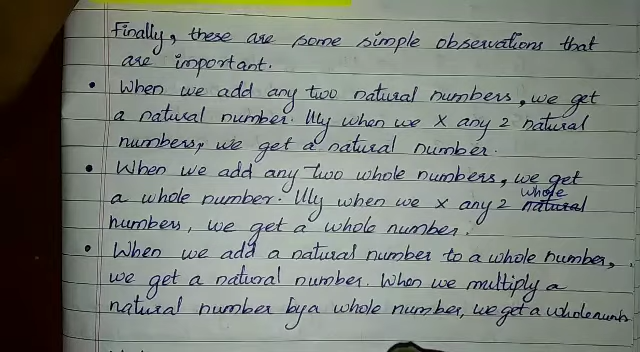 Finally, these are some simple observations that
are important.
• When we add any two natural numbers, we get
a natural number. Illy when we x any 2 natural
numbers, we get a natural number.
• When we add any two whole numbers, we get
a whole number. Illy when we x any 2 whole natural
numbers, we get a whole number.
• When we add a natural number to a whole number,
we get a natural number. When we multiply a
natural number by a whole number, we get a whole